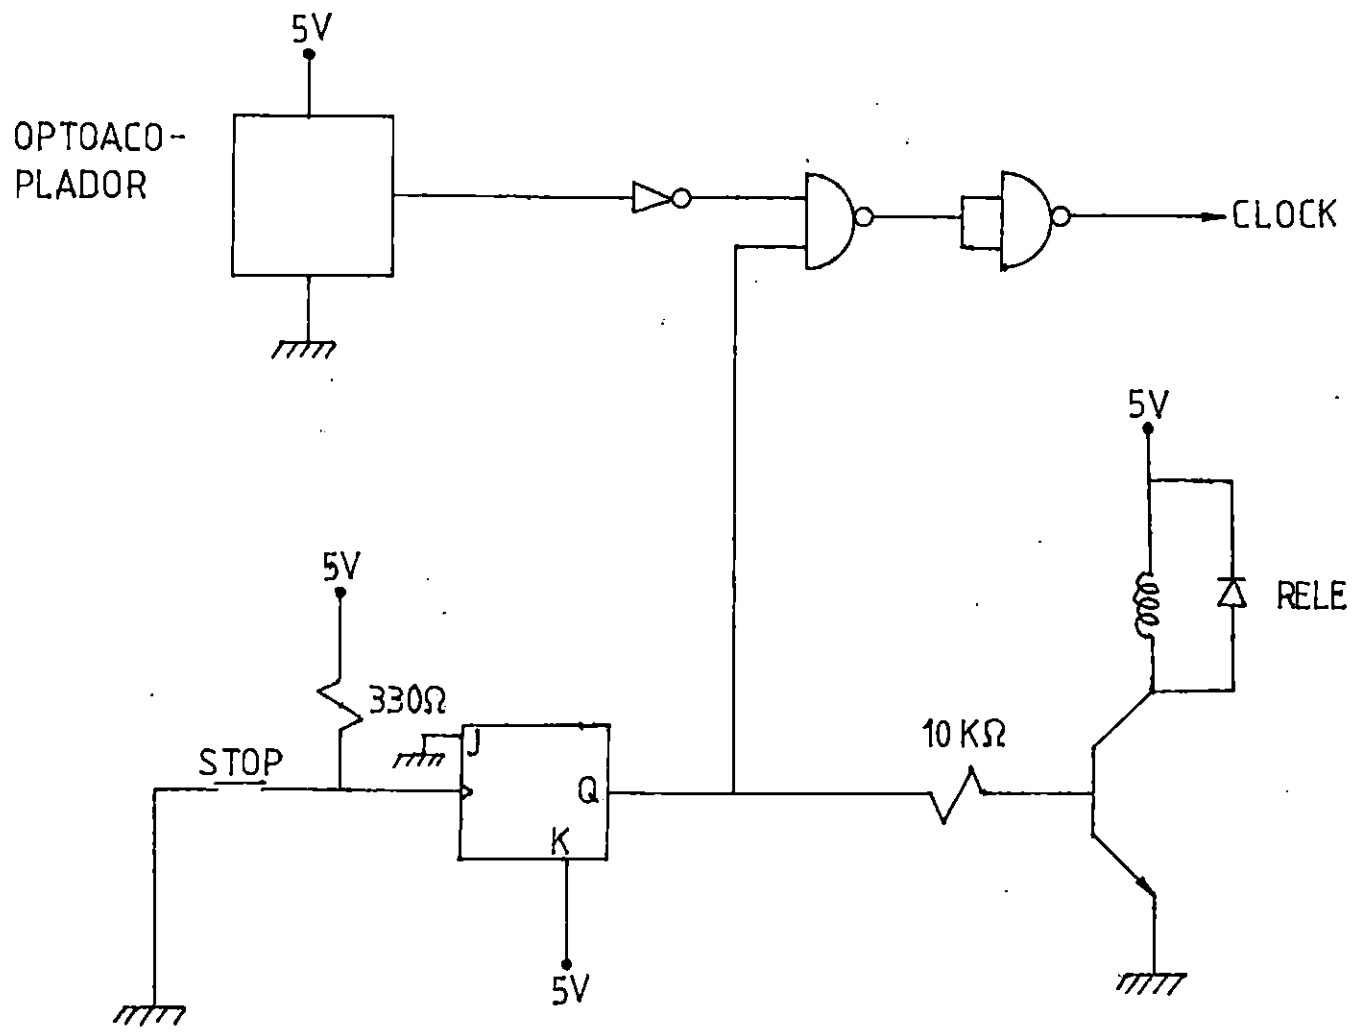 5V
OPTOACO-
PLADOR
CLOCK
5V
5V
RELE
330Ω
J
10 KΩ
STOP
Q
K
5V